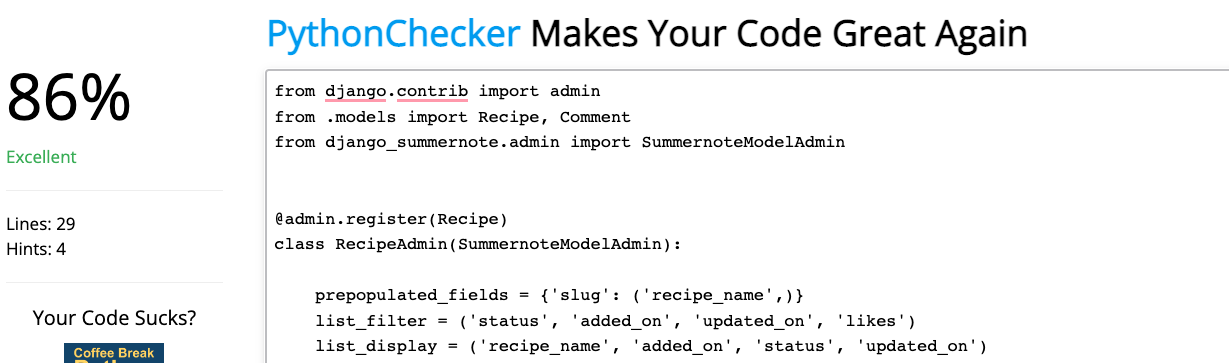 PythonChecker Makes Your Code Great Again
86%
Excellent
Lines: 29
Hints: 4
Your Code Sucks?
Coffee Break
from django.contrib import admin
from .models import Recipe, Comment
from django_summernote.admin import SummernoteModelAdmin
@admin.register(Recipe)
class RecipeAdmin(SummernoteModelAdmin):
prepopulated_fields = {'slug': ('recipe_name',)}
list_filter = ('status', 'added_on', 'updated_on', 'likes')
list_display = ('recipe_name', 'added_on', 'status', 'updated_on')